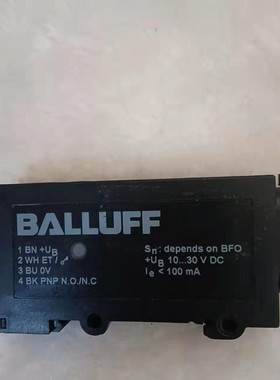 BALLUFF
1 BN +UB
2 WH ET /
3 BU 0V
4 BK PNP N.O./N.C
Sn: depends on BFO
+UB 10...30 V DC
Ie < 100 mA